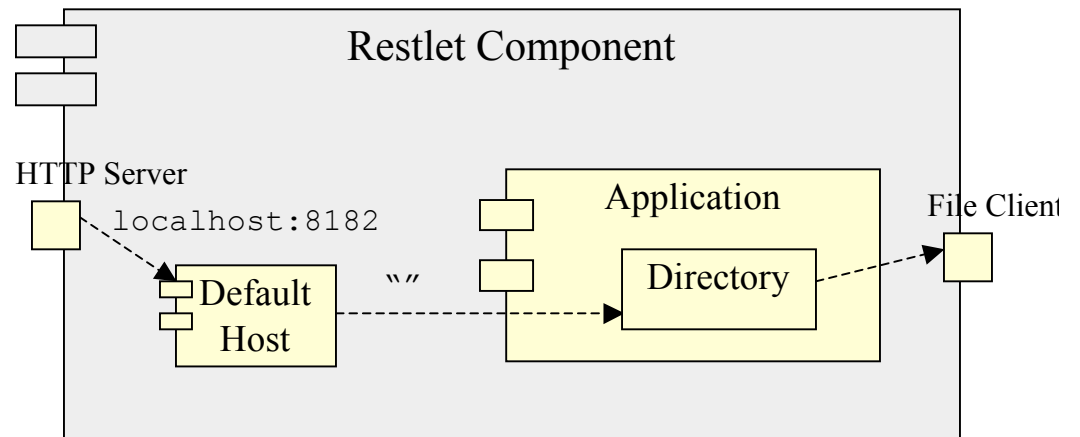 Restlet Component
HTTP Server
localhost:8182
Application
File Client
Directory
“”
Default
Host